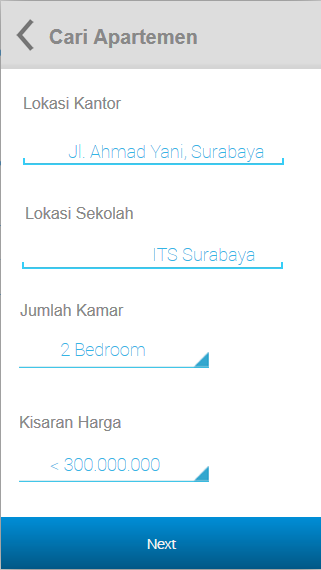 Cari Apartemen
Lokasi Kantor
Jl. Ahmad Yani, Surabaya
Lokasi Sekolah
ITS Surabaya
Jumlah Kamar
2 Bedroom
Kisaran Harga
< 300.000.000
Next